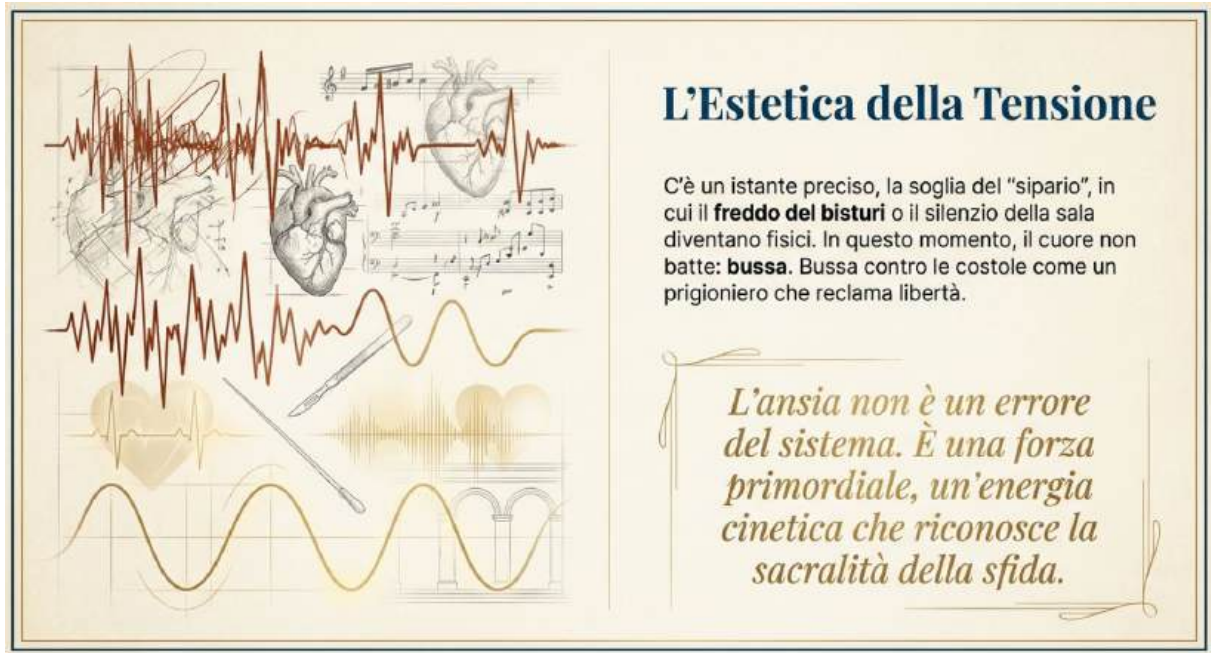 L'Estetica della Tensione
C'è un istante preciso, la soglia del "sipario", in
cui il freddo del bisturi o il silenzio della sala
diventano fisici. In questo momento, il cuore non
batte: bussa. Bussa contro le costole come un
prigioniero che reclama libertà.
L'ansia non è un errore
del sistema. È una forza
primordiale, un'energia
cinetica che riconosce la
sacralità della sfida.